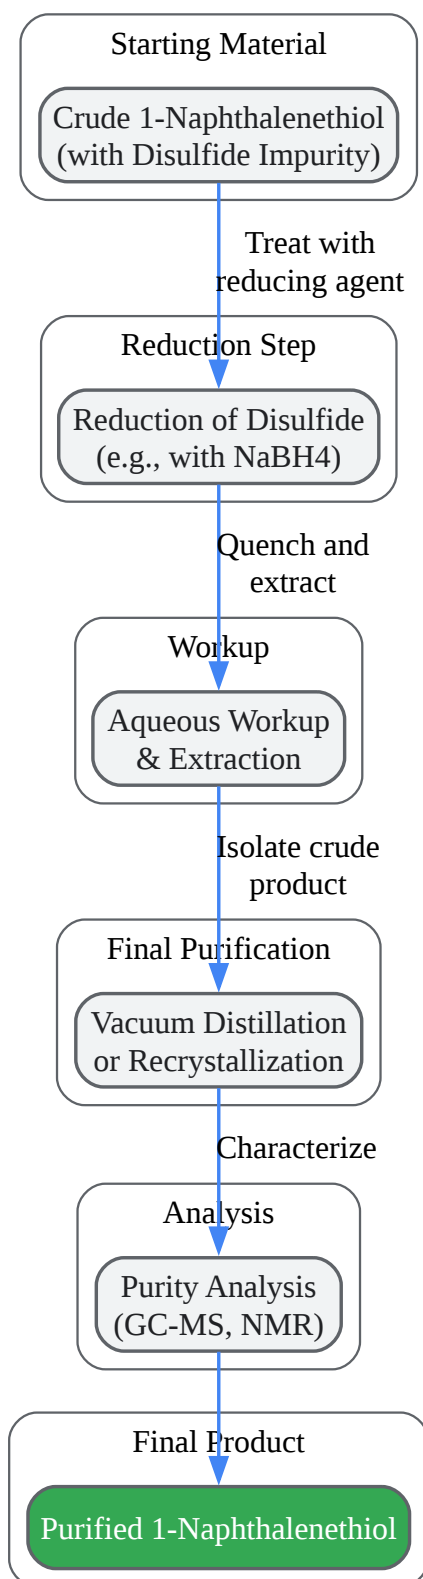 Starting Material
Crude 1-Naphthalenethiol
(with Disulfide Impurity)
Treat with
reducing agent
Reduction Step
Reduction of Disulfide
(e.g., with NaBH4)
Quench and
extract
Workup
Aqueous Workup
& Extraction
Isolate crude
product
Final Purification
Vacuum Distillation
or Recrystallization
Characterize
Analysis
Purity Analysis
(GC-MS, NMR)
Final Product
Purified 1-Naphthalenethiol